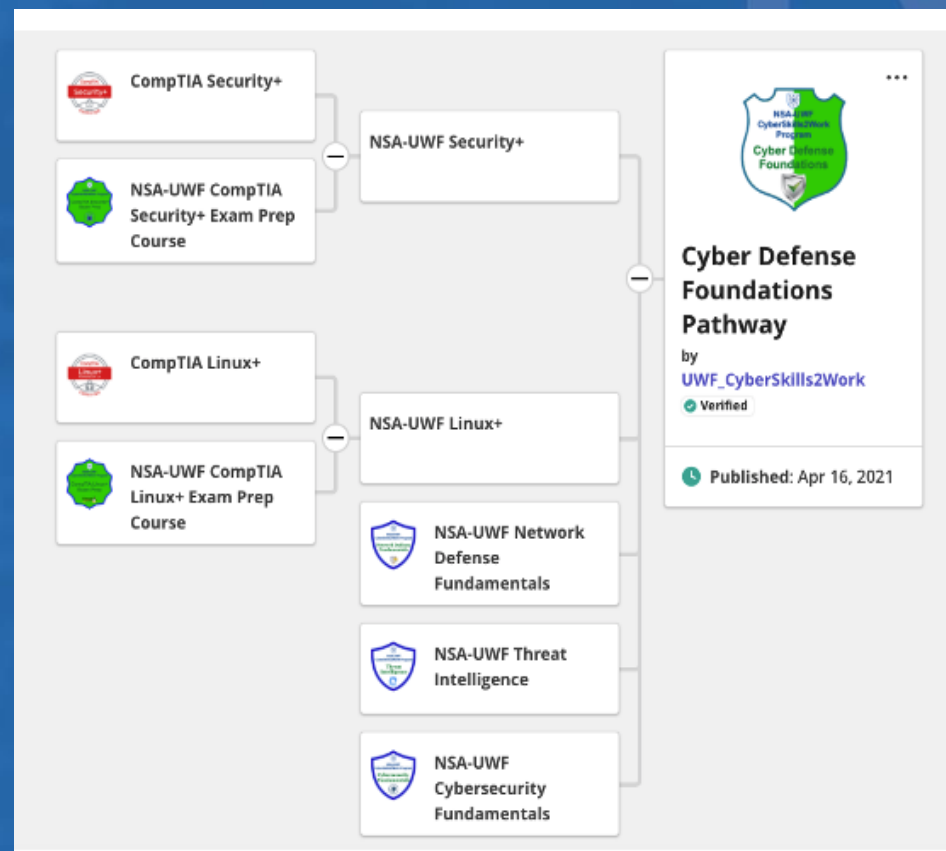 CompTIA Security+
Security+
NSA-UWF CompTIA
Security+ Exam Prep
Course
NSA-UWF Security+
CompTIA Linux+
Linux+
NSA-UWF CompTIA
Linux+ Exam Prep
Course
NSA-UWF Linux+
NSA-UWF Network
Defense
Fundamentals
NSA-UWF Threat
Intelligence
NSA-UWF
Cybersecurity
Fundamentals
NSA-UWF
CyberSkills2Work
Program
Cyber Defense
Foundations
Cyber Defense
Foundations
Pathway
by
UWF_CyberSkills2Work
Verified
Published: Apr 16, 2021